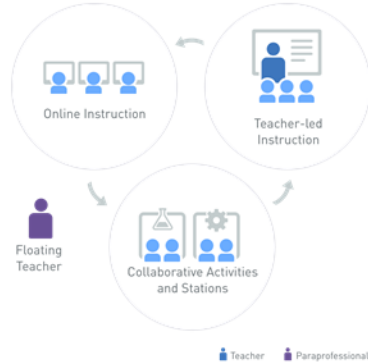 Online Instruction
Teacher-led
Instruction
Floating
Teacher
Collaborative Activities
and Stations
Teacher
Paraprofessional